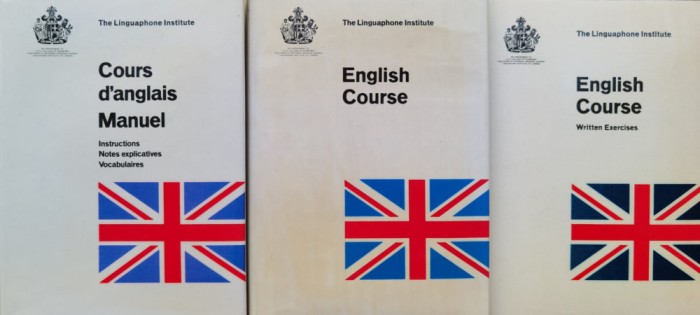 The Linguaphone Institute
Cours
d'anglais
Manuel
Instructions
Notes explicatives
Vocabulaires
The Linguaphone Institute
English
Course
The Linguaphone Institute
English
Course
Written Exercises